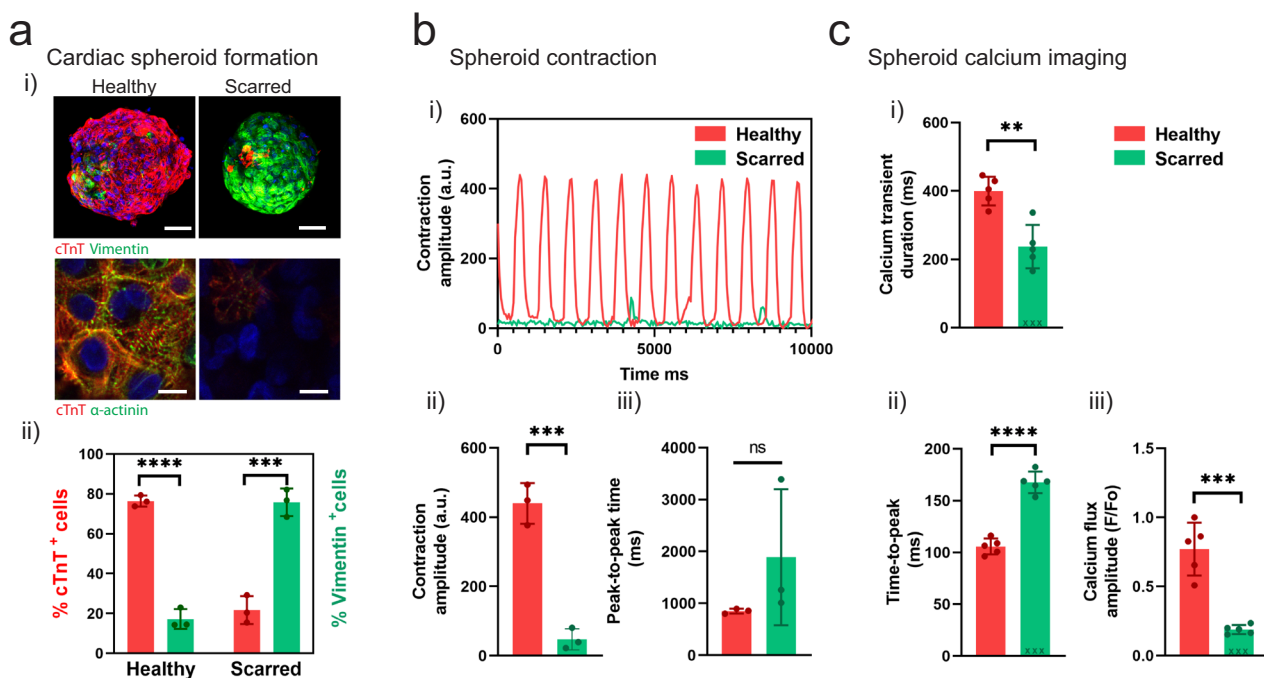 a
Cardiac spheroid formation
i)
Healthy Scarred
cTnT Vimentin
cTnT α-actinin
ii)
% cTnT + cells
100
80
60
40
20
0
**** ***
Healthy Scarred
% Vimentin + cells
b
Spheroid contraction
i)
Contraction
amplitude (a.u.)
600
400
200
0
Healthy
Scarred
0 5000 10000
Time ms
ii)
Contraction
amplitude (a.u.)
600
400
200
0
***
iii)
Peak-to-peak time
(ms)
4000
3000
2000
1000
0
ns
c
Spheroid calcium imaging
i)
Calcium transient
duration (ms)
600
400
200
0
**
xxx
Healthy
Scarred
ii)
Time-to-peak
(ms)
200
150
100
50
0
****
xxx
iii)
Calcium flux
amplitude (F/Fo)
1.5
1.0
0.5
0.0
***
xxx